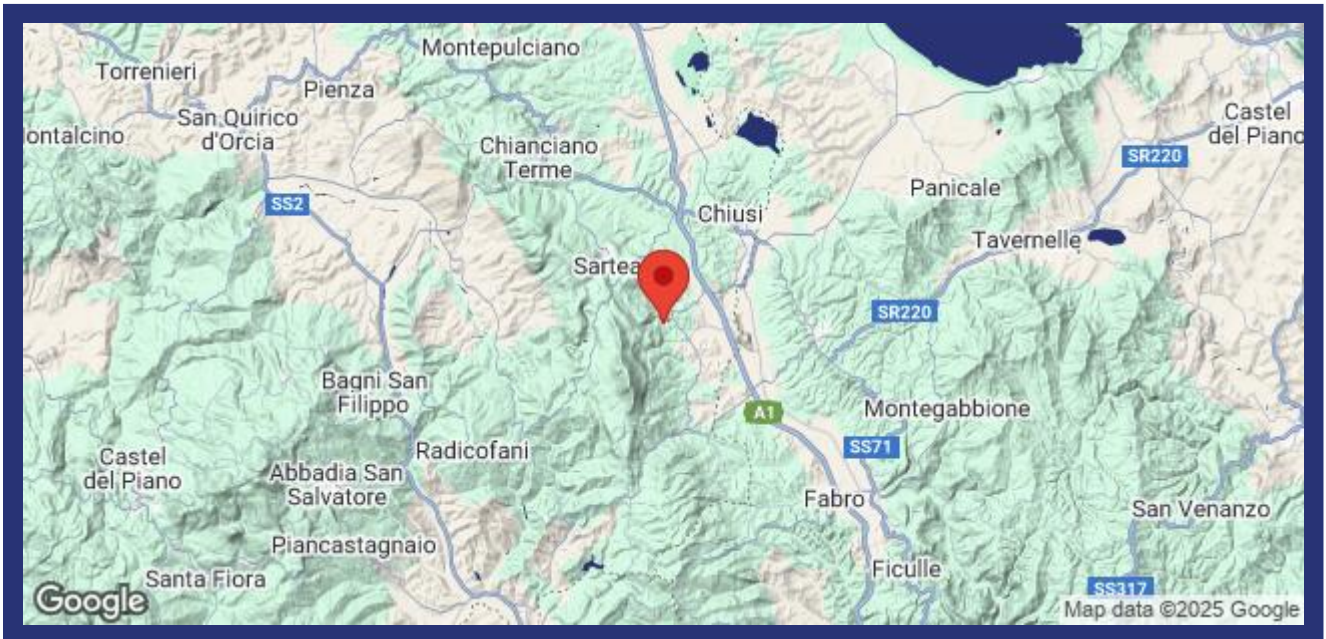 Montepulciano
Torrenieri
Pienza
San Quirico
d'Orcia
Castel
del Piano
ontalcino
Chianciano
Terme
SR220
Panicale
SS2
Chiusi
Tavernelle
Sartea
SR220
Bagni San
Filippo
A1
Montegabbione
SS71
Radicofani
Castel
del Piano
Abbadia San
Salvatore
Fabro
San Venanzo
Piancastagnaio
Ficulle
Santa Fiora
SS317
Google
Map data ©2025 Google